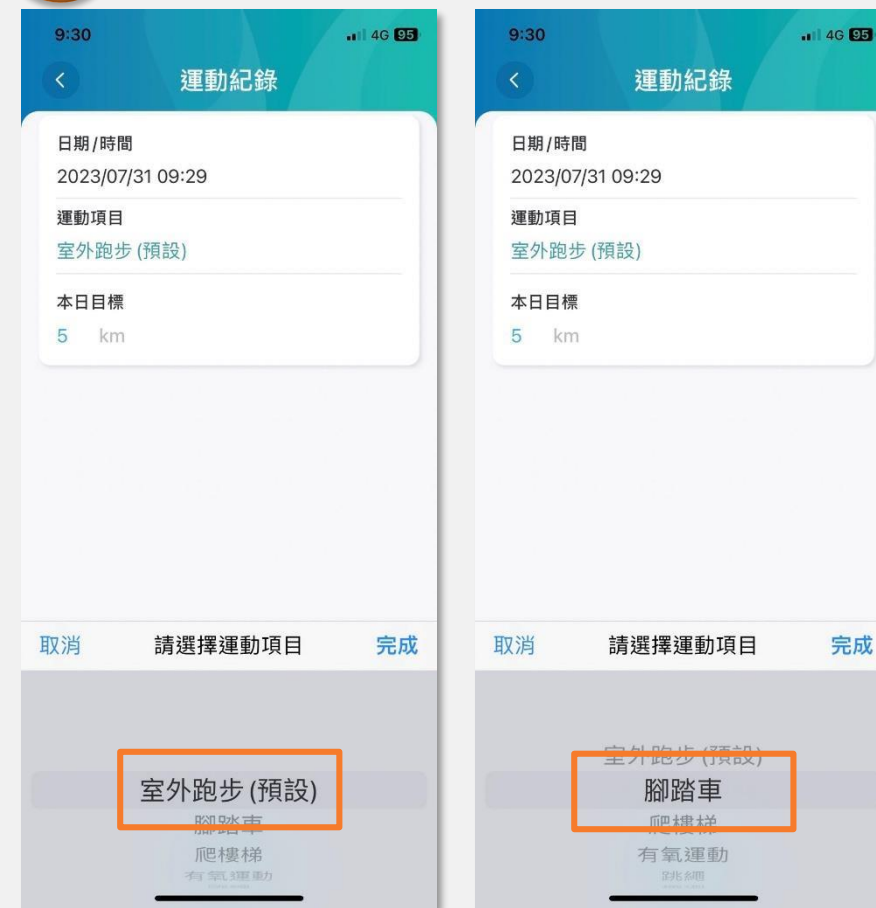 9:30 4G 95
運動紀錄
日期/時間
2023/07/31 09:29
運動項目
室外跑步 (預設)
本日目標
5 km
取消 請選擇運動項目 完成
室外跑步 (預設)
腳踏車
爬樓梯
有氧運動
9:30 4G 95
運動紀錄
日期/時間
2023/07/31 09:29
運動項目
室外跑步 (預設)
本日目標
5 km
取消 請選擇運動項目 完成
室外跑步 (預設)
腳踏車
爬樓梯
有氧運動
跳繩